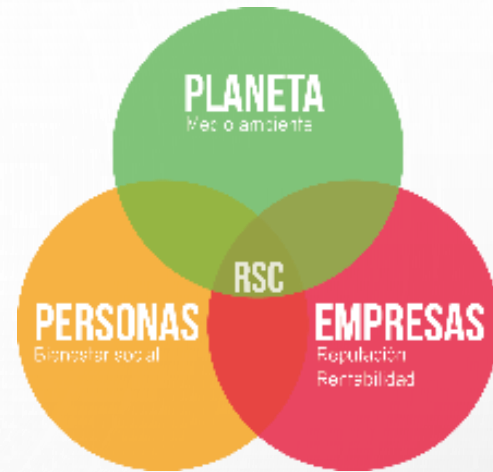 PLANETA
Medio ambiente
RSC
PERSONAS
Bienestar social
EMPRESAS
Reputación
Rentabilidad